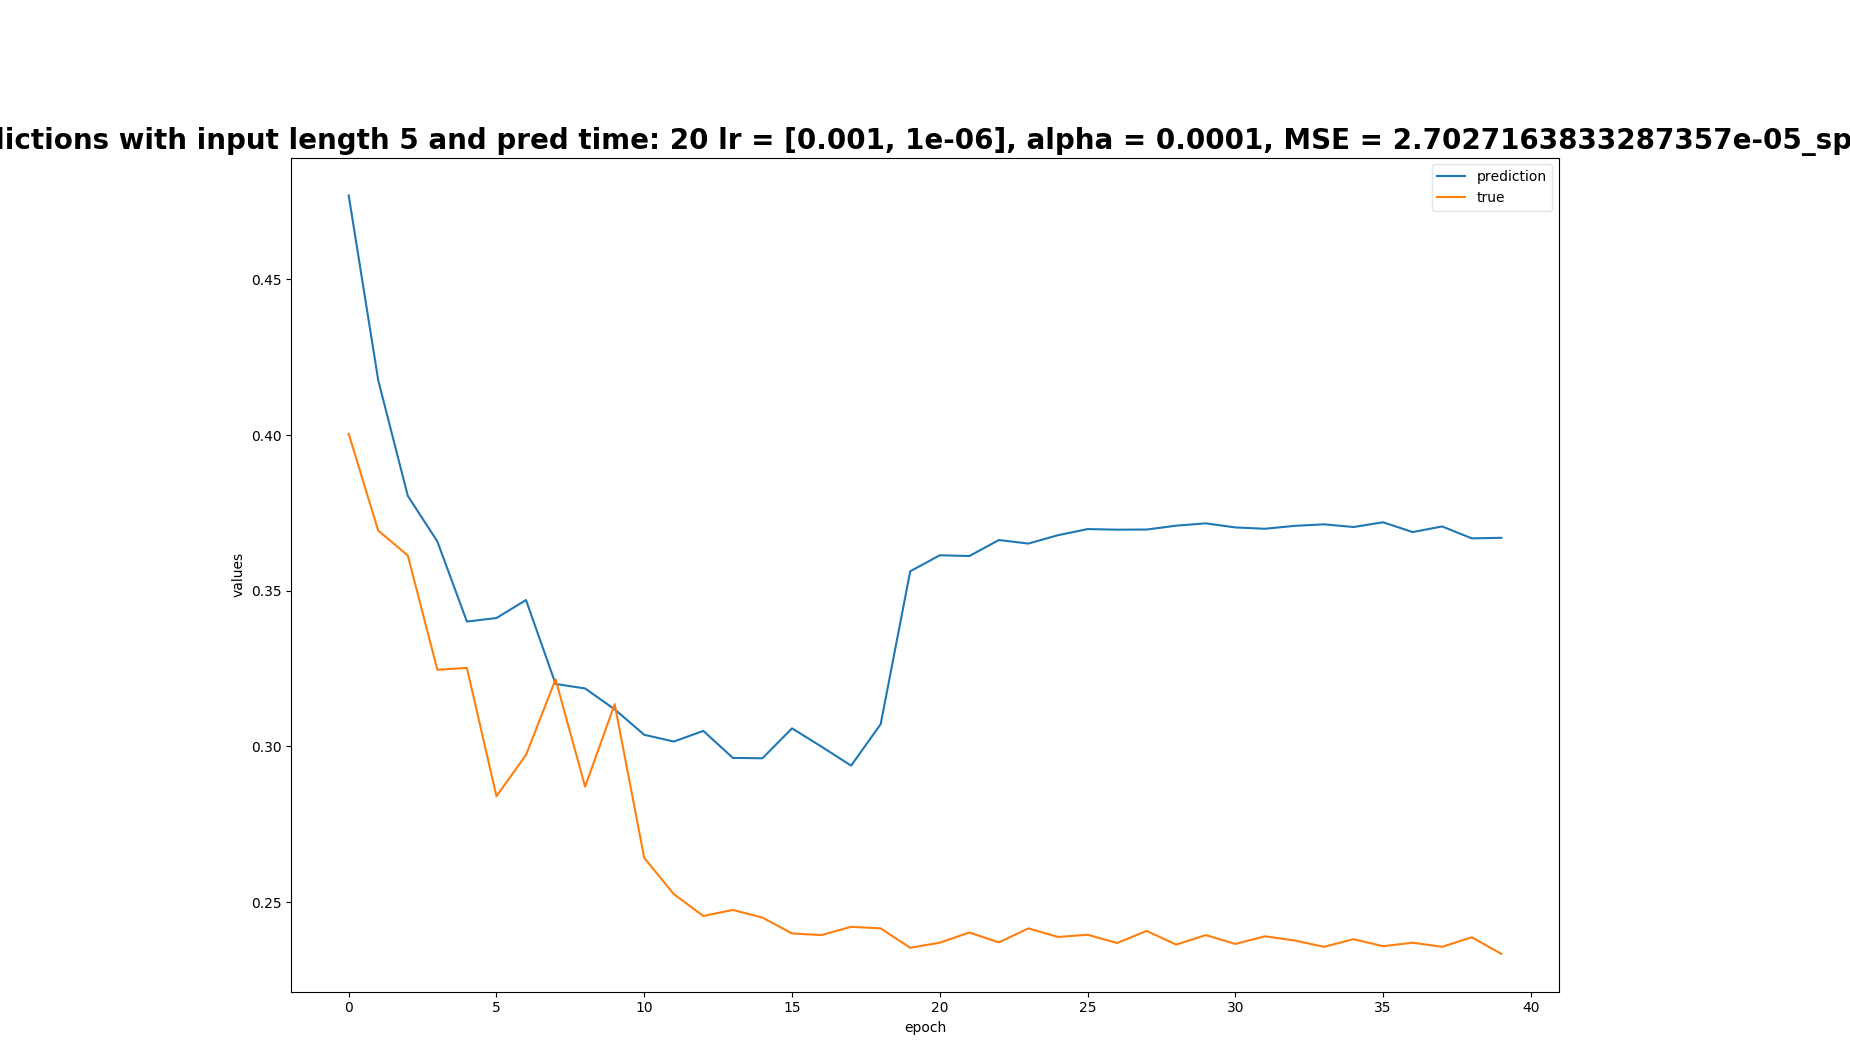 dictions with input length 5 and pred time: 20 lr = [0.001, 1e-06], alpha = 0.0001, MSE = 2.7027163833287357e-05_sp
prediction
true
values
0.45
0.40
0.35
0.30
0.25
0 5 10 15 20 25 30 35 40
epoch